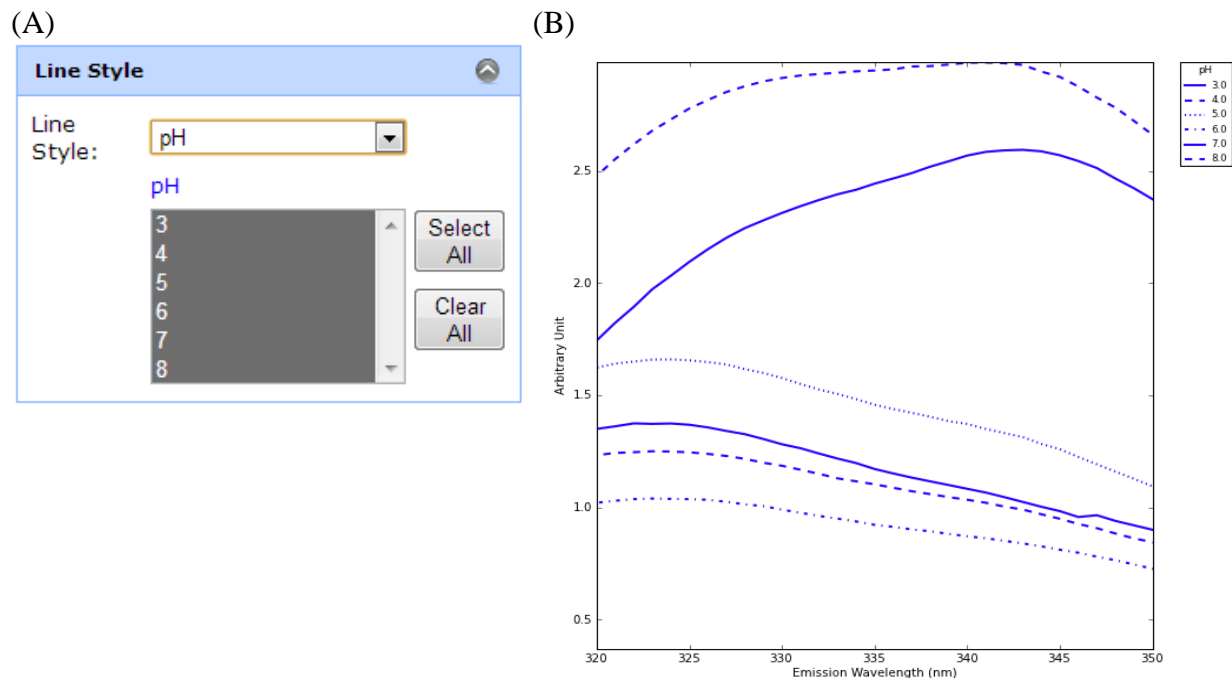 (A)
Line Style
Line
Style:
pH
pH
3
4
5
6
7
8
Select
All
Clear
All
(B)
Arbitrary Unit
2.5
2.0
1.5
1.0
0.5
320
325
330
335
340
345
350
Emission Wavelength (nm)
pH
3.0
4.0
5.0
6.0
7.0
8.0